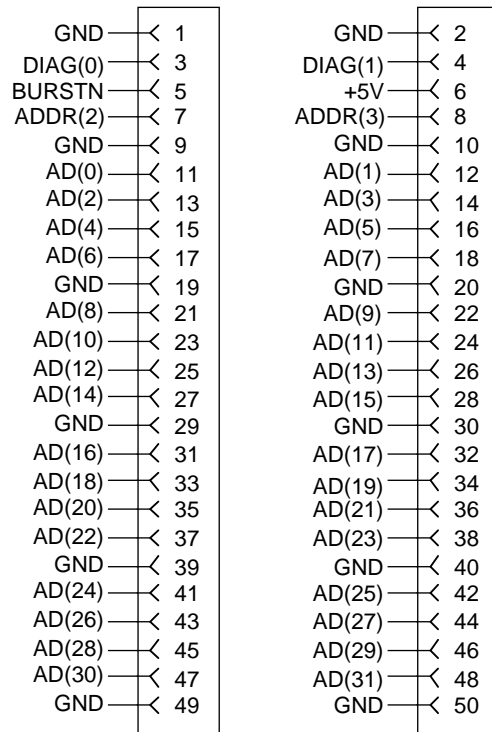 GND 1 GND 2
DIAG(0) 3 DIAG(1) 4
BURSTN 5 +5V 6
ADDR(2) 7 ADDR(3) 8
GND 9 GND 10
AD(0) 11 AD(1) 12
AD(2) 13 AD(3) 14
AD(4) 15 AD(5) 16
AD(6) 17 AD(7) 18
GND 19 GND 20
AD(8) 21 AD(9) 22
AD(10) 23 AD(11) 24
AD(12) 25 AD(13) 26
AD(14) 27 AD(15) 28
GND 29 GND 30
AD(16) 31 AD(17) 32
AD(18) 33 AD(19) 34
AD(20) 35 AD(21) 36
AD(22) 37 AD(23) 38
GND 39 GND 40
AD(24) 41 AD(25) 42
AD(26) 43 AD(27) 44
AD(28) 45 AD(29) 46
AD(30) 47 AD(31) 48
GND 49 GND 50